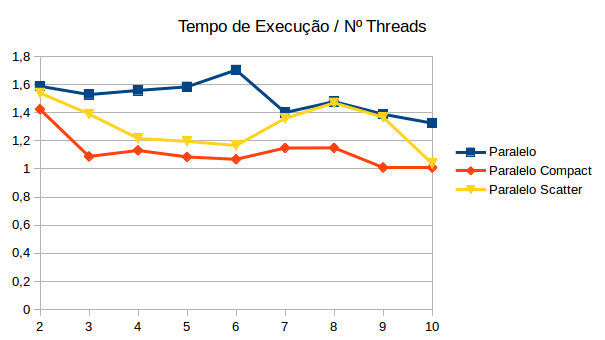 Tempo de Execução / Nº Threads
1,8
1,6
1,4
1,2
1
0,8
0,6
0,4
0,2
0
2 3 4 5 6 7 8 9 10
Paralelo
Paralelo Compact
Paralelo Scatter